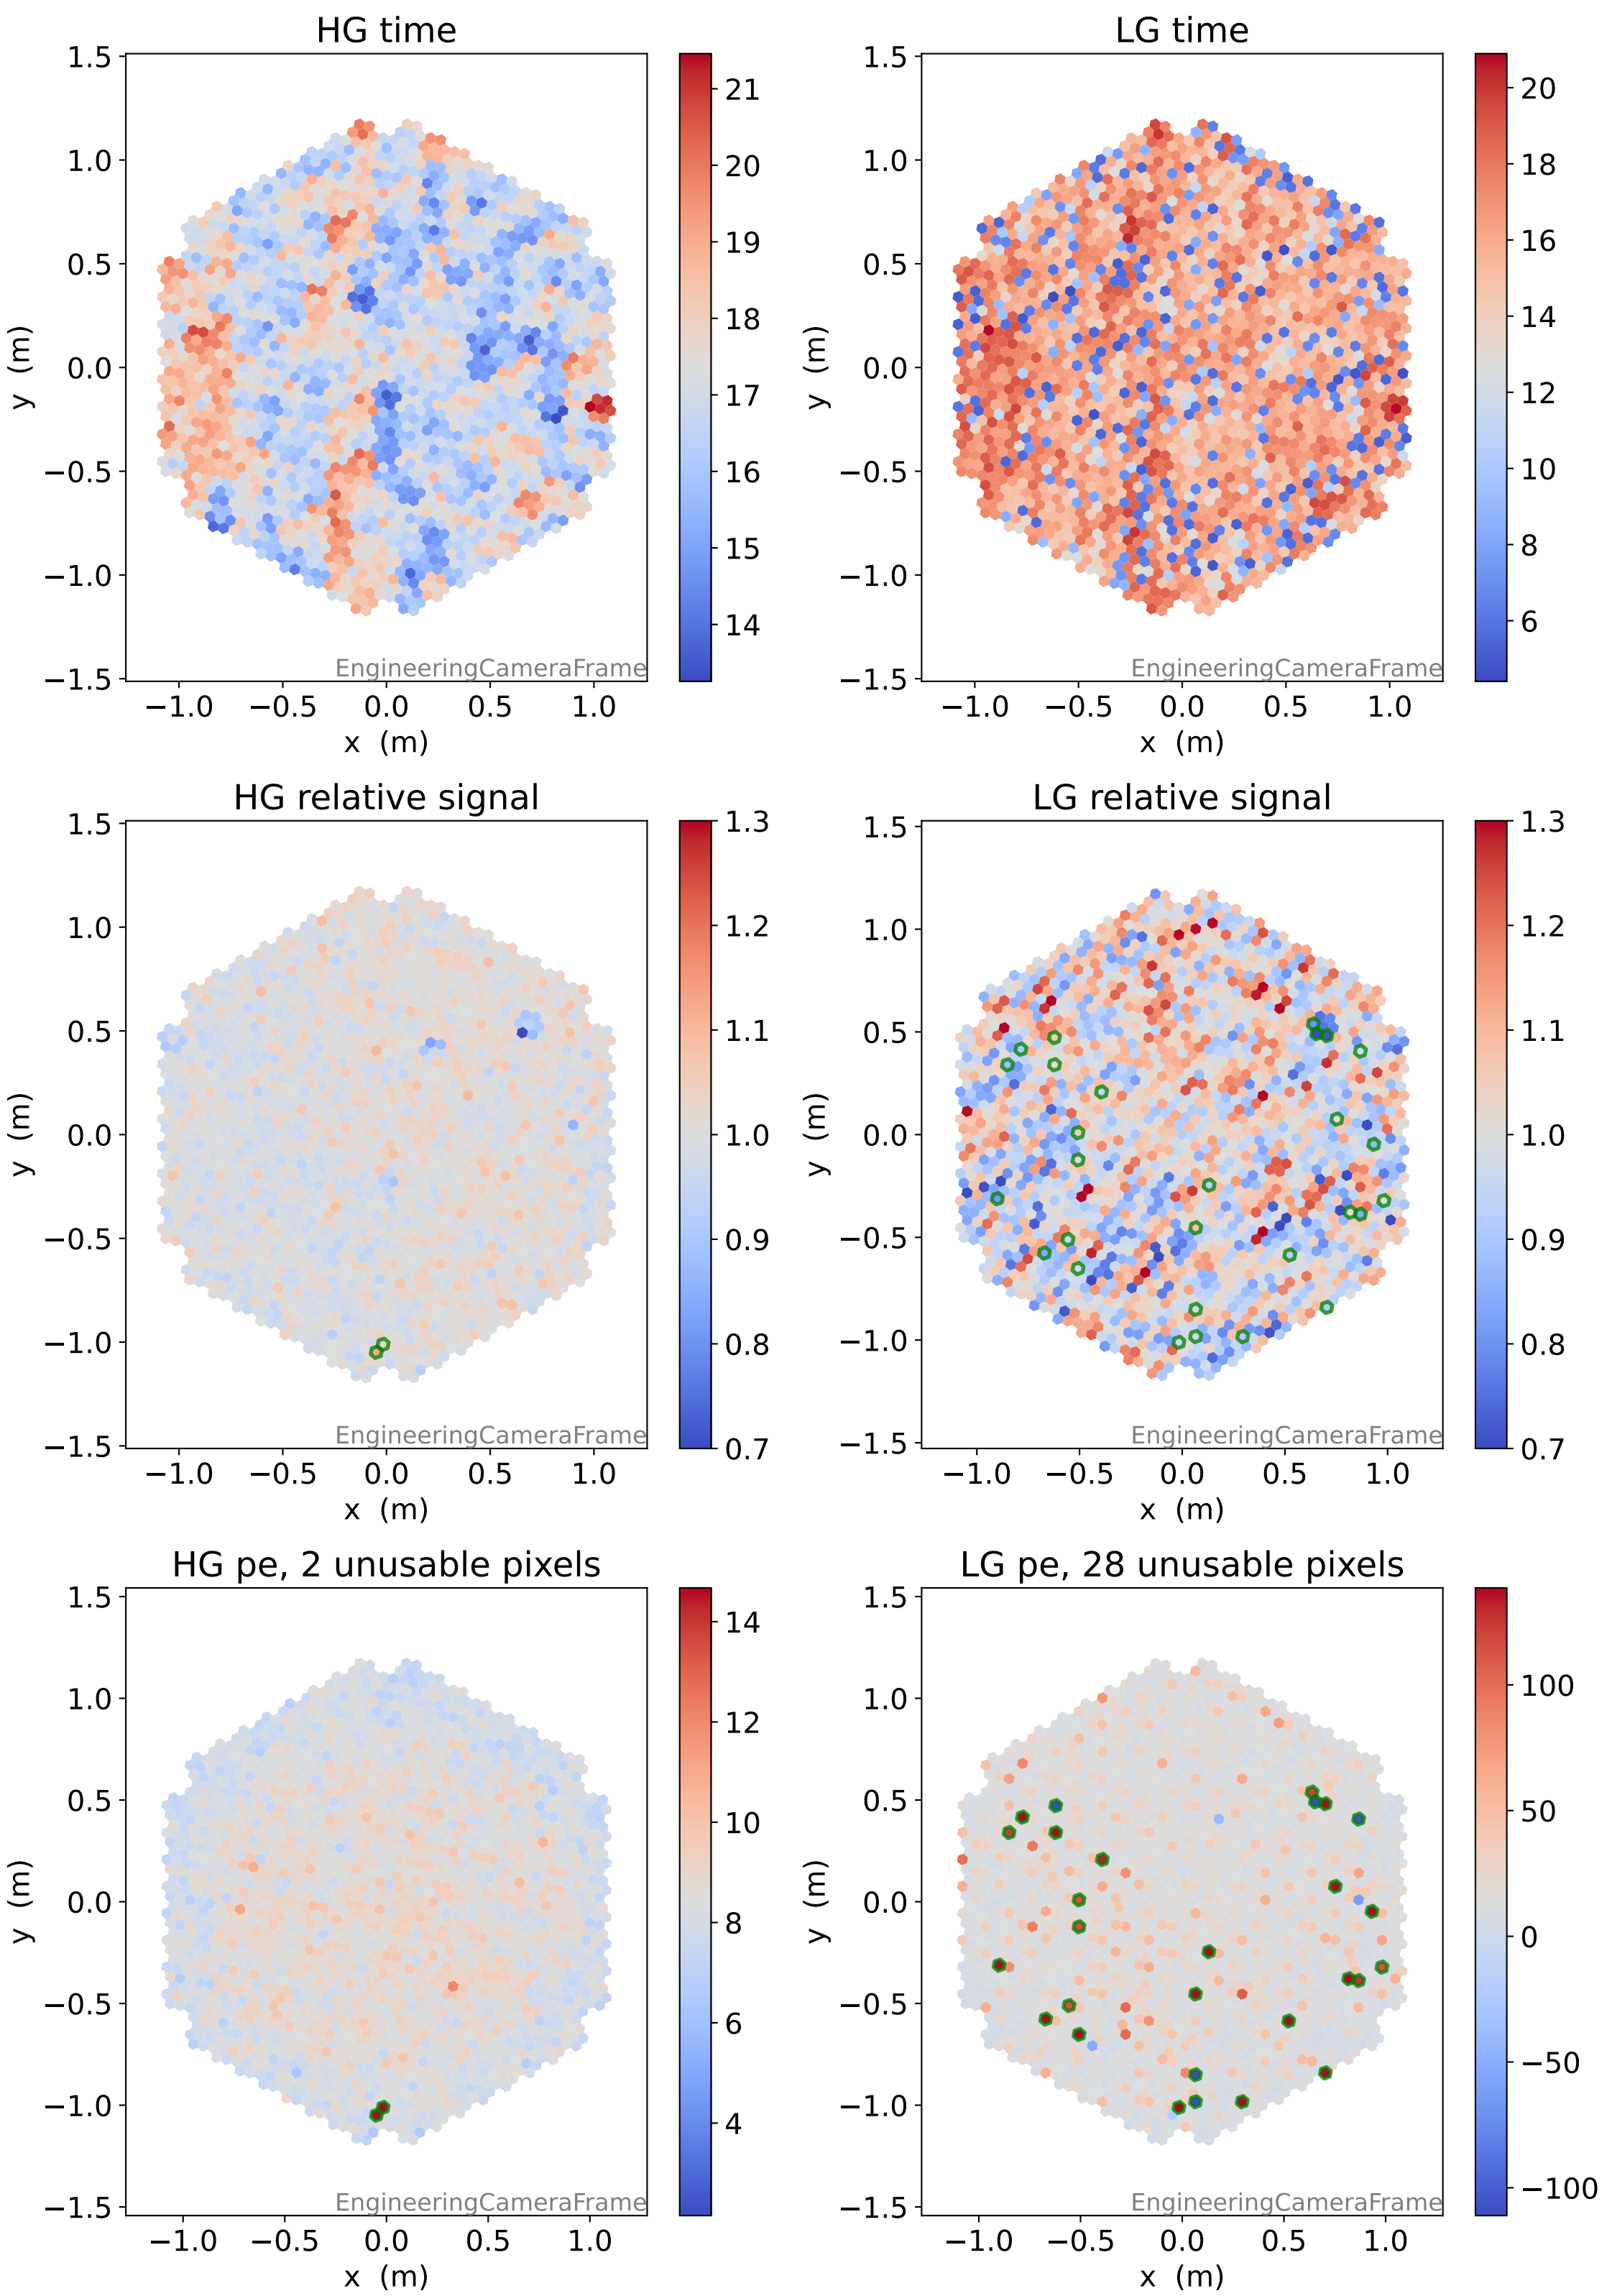 HG time
1.5
1.0
0.5
0.0
−0.5
−1.0
−1.5
y (m)
−1.0 −0.5 0.0 0.5 1.0
x (m)
EngineeringCameraFrame
21
20
19
18
17
16
15
14
LG time
1.5
1.0
0.5
0.0
−0.5
−1.0
−1.5
y (m)
−1.0 −0.5 0.0 0.5 1.0
x (m)
EngineeringCameraFrame
20
18
16
14
12
10
8
6
HG relative signal
1.5
1.0
0.5
0.0
−0.5
−1.0
−1.5
y (m)
−1.0 −0.5 0.0 0.5 1.0
x (m)
EngineeringCameraFrame
1.3
1.2
1.1
1.0
0.9
0.8
0.7
LG relative signal
1.5
1.0
0.5
0.0
−0.5
−1.0
−1.5
y (m)
−1.0 −0.5 0.0 0.5 1.0
x (m)
EngineeringCameraFrame
1.3
1.2
1.1
1.0
0.9
0.8
0.7
HG pe, 2 unusable pixels
1.5
1.0
0.5
0.0
−0.5
−1.0
−1.5
y (m)
−1.0 −0.5 0.0 0.5 1.0
x (m)
EngineeringCameraFrame
14
12
10
8
6
4
LG pe, 28 unusable pixels
1.5
1.0
0.5
0.0
−0.5
−1.0
−1.5
y (m)
−1.0 −0.5 0.0 0.5 1.0
x (m)
EngineeringCameraFrame
100
50
0
−50
−100